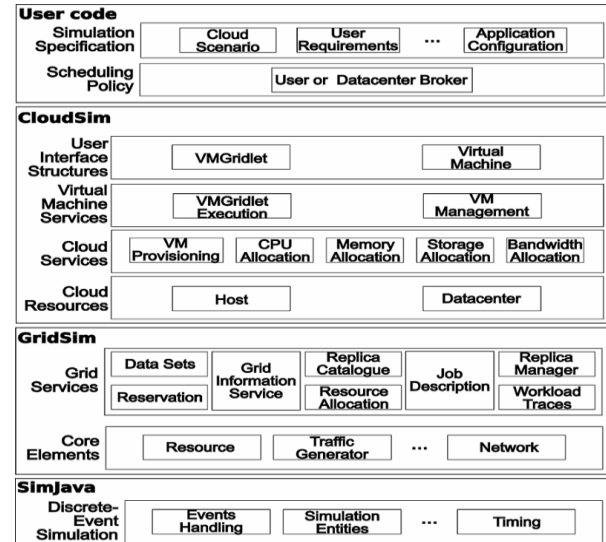 User code
Simulation
Specification
Cloud
Scenario
User
Requirements
...
Application
Configuration
Scheduling
Policy
User or Datacenter Broker
CloudSim
User
Interface
Structures
VMGridlet
Virtual
Machine
Virtual
Machine
Services
VMGridlet
Execution
VM
Management
Cloud
Services
VM
Provisioning
CPU
Allocation
Memory
Allocation
Storage
Allocation
Bandwidth
Allocation
Cloud
Resources
Host
Datacenter
GridSim
Grid
Services
Data Sets
Reservation
Grid
Information
Service
Replica
Catalogue
Resource
Allocation
Job
Description
Replica
Manager
Workload
Traces
Core
Elements
Resource
Traffic
Generator
...
Network
SimJava
Discrete-
Event
Simulation
Events
Handling
Simulation
Entities
...
Timing